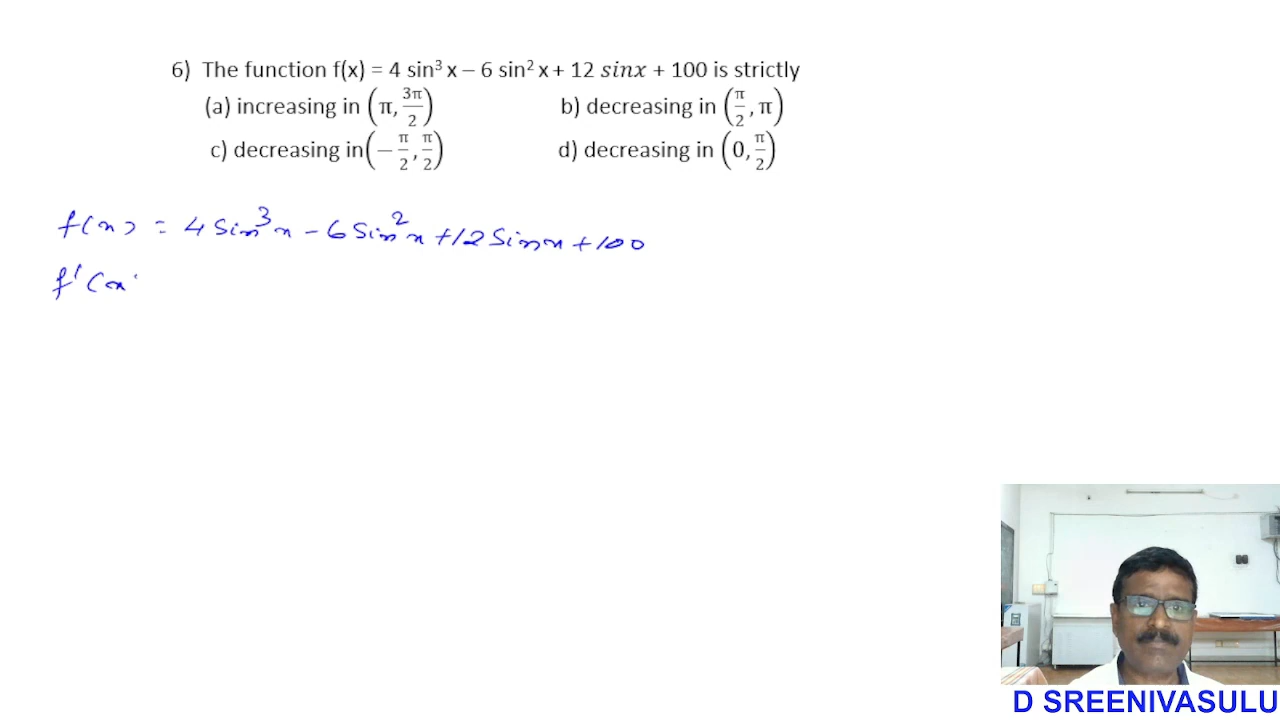 6) The function f(x) = 4 sin³ x – 6 sin² x + 12 sinx + 100 is strictly
(a) increasing in (π, 3π/2) b) decreasing in (π/2, π)
c) decreasing in(−π/2, π/2) d) decreasing in (0, π/2)
f(x) = 4 Sin³x − 6 Sin²x + 12 Sinx + 100
f'(x
D SREENIVASULU